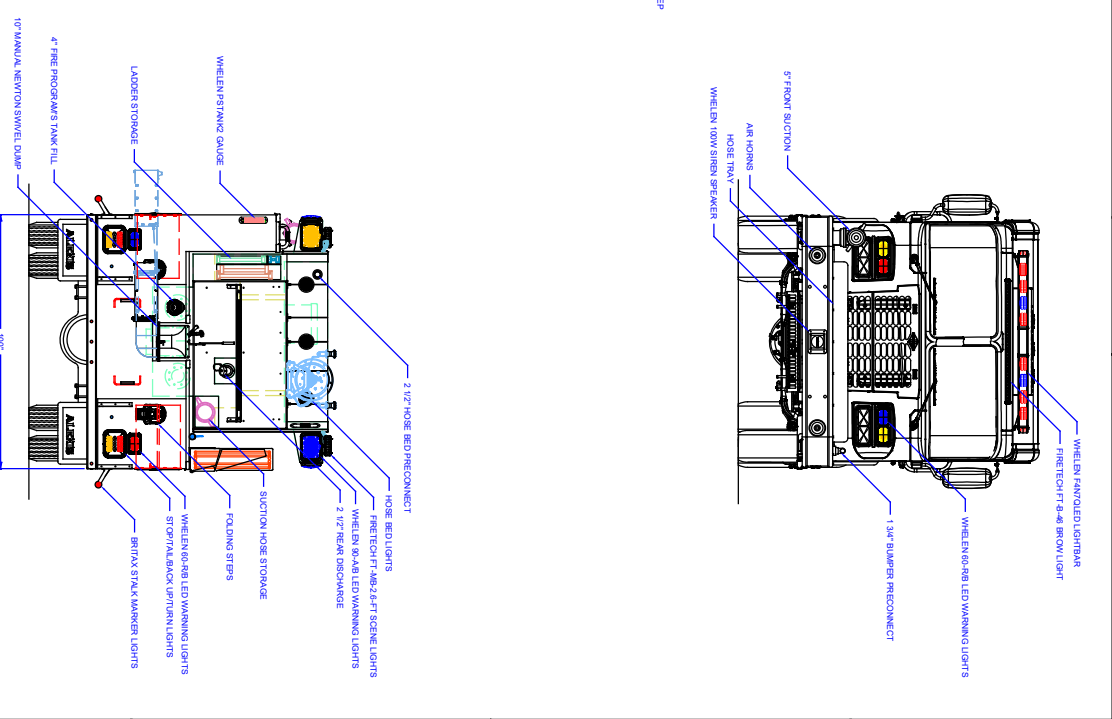 EP
WHELEN F4N7QLED LIGHTBAR
FIRETECH FT-B-46 BROW LIGHT
WHELEN 60-R/B LED WARNING LIGHTS
1 3/4" BUMPER PRECONNECT
5" FRONT SUCTION
AIR HORNS
HOSE TRAY
WHELEN 100W SIREN SPEAKER
2 1/2" HOSE BED PRECONNECT
HOSE BED LIGHTS
FIRETECH FT-MB-2.6-FT SCENE LIGHTS
WHELEN 90-A/B LED WARNING LIGHTS
2 1/2" REAR DISCHARGE
SUCTION HOSE STORAGE
FOLDING STEPS
WHELEN 60-R/B LED WARNING LIGHTS
STOP/TAIL/BACK UP/TURN LIGHTS
BRITAX STALK MARKER LIGHTS
WHELEN PSTANK2 GAUGE
LADDER STORAGE
4" FIRE PROGRAM'S TANK FILL
10" MANUAL NEWTON SWIVEL DUMP